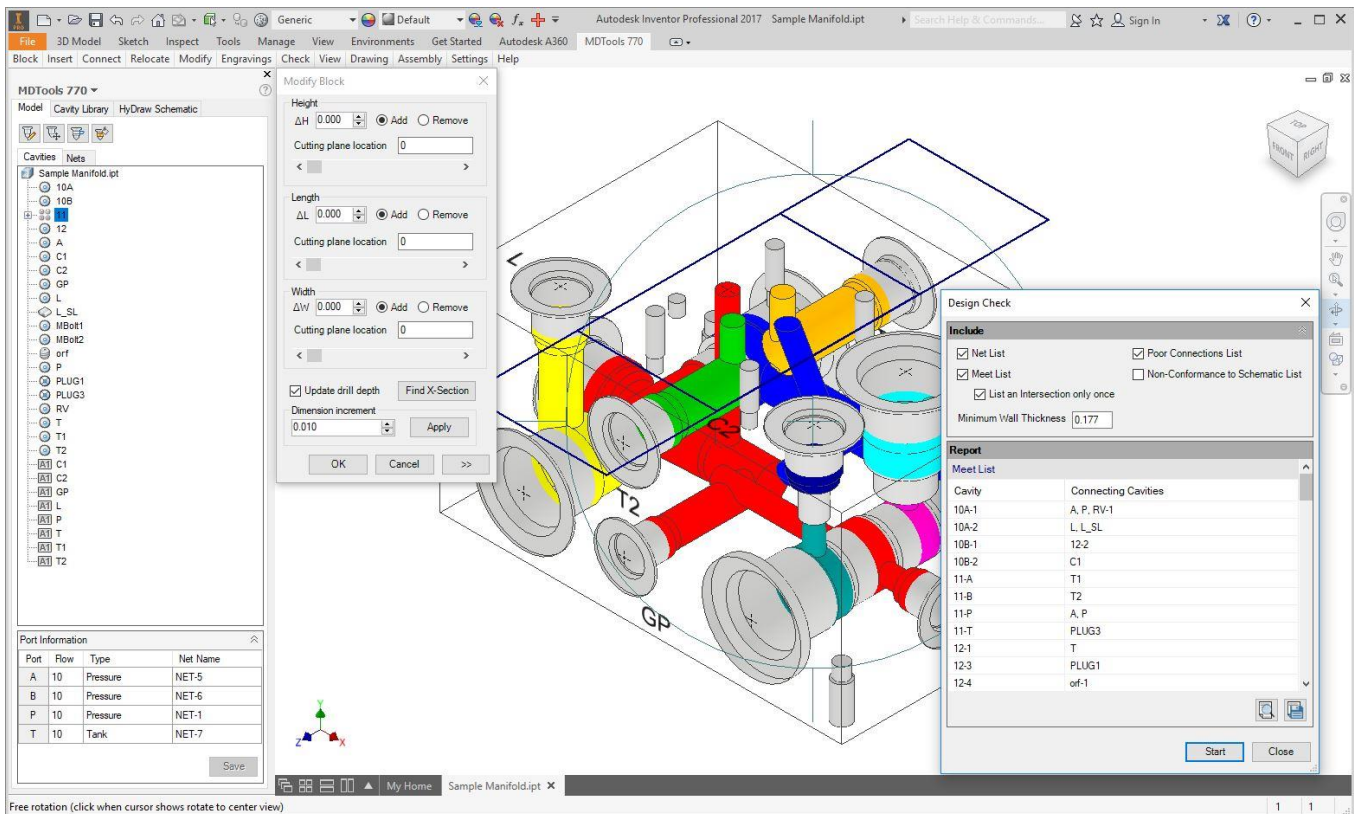 Generic
Default
Autodesk Inventor Professional 2017 Sample Manifold.ipt
Search Help & Commands...
Sign In
File 3D Model Sketch Inspect Tools Manage View Environments Get Started Autodesk A360 MDTools 770
Block Insert Connect Relocate Modify Engravings Check View Drawing Assembly Settings Help
MDTools 770
Model Cavity Library HyDraw Schematic
Cavities Nets
Sample Manifold.ipt
10A
10B
11
12
A
C1
C2
GP
L
L_SL
MBolt1
MBolt2
orf
P
PLUG1
PLUG3
RV
T
T1
T2
A1 C1
A1 C2
A1 GP
A1 L
A1 P
A1 T
A1 T1
A1 T2
Port Information
Port Flow Type Net Name
A 10 Pressure NET-5
B 10 Pressure NET-6
P 10 Pressure NET-1
T 10 Tank NET-7
Save
Modify Block
Height
ΔH 0.000 Add Remove
Cutting plane location 0
Length
ΔL 0.000 Add Remove
Cutting plane location 0
Width
ΔW 0.000 Add Remove
Cutting plane location 0
Update drill depth Find X-Section
Dimension increment
0.010 Apply
OK Cancel >>
L
C2
T2
GP
TOP
FRONT RIGHT
Y
Z X
Design Check
Include
Net List Poor Connections List
Meet List Non-Conformance to Schematic List
List an Intersection only once
Minimum Wall Thickness 0.177
Report
Meet List
Cavity Connecting Cavities
10A-1 A, P, RV-1
10A-2 L, L_SL
10B-1 12-2
10B-2 C1
11-A T1
11-B T2
11-P A, P
11-T PLUG3
12-1 T
12-3 PLUG1
12-4 orf-1
Start Close
My Home Sample Manifold.ipt
Free rotation (click when cursor shows rotate to center view)
1 1